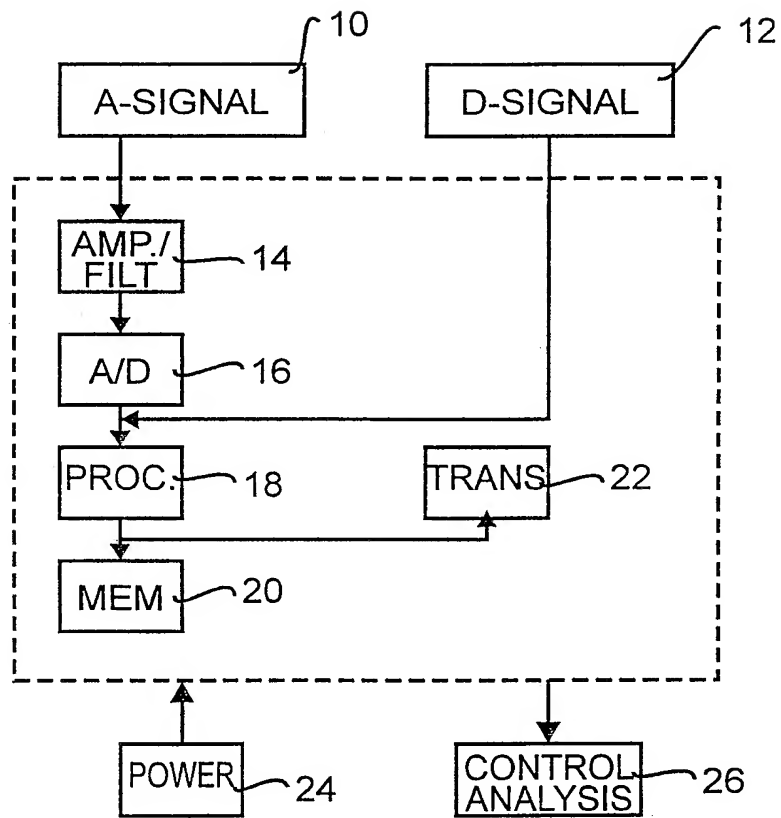 10
12
A-SIGNAL
D-SIGNAL
AMP./
FILT
14
A/D
16
PROC.
18
TRANS
22
MEM
20
POWER
24
CONTROL
ANALYSIS
26